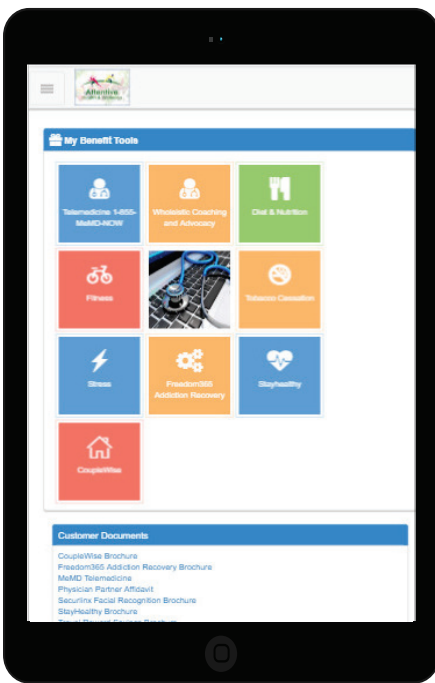 Attentive
My Benefit Tools
Telemedicine 1-855-
MeMD-NOW
Wholelistic Coaching
and Advocacy
Diet & Nutrition
Fitness
Tobacco Cessation
Stress
Freedom365
Addiction Recovery
Stayhealthy
CoupleWise
Customer Documents
CoupleWise Brochure
Freedom365 Addiction Recovery Brochure
MeMD Telemedicine
Physician Partner Affidavit
Securlinx Facial Recognition Brochure
StayHealthy Brochure